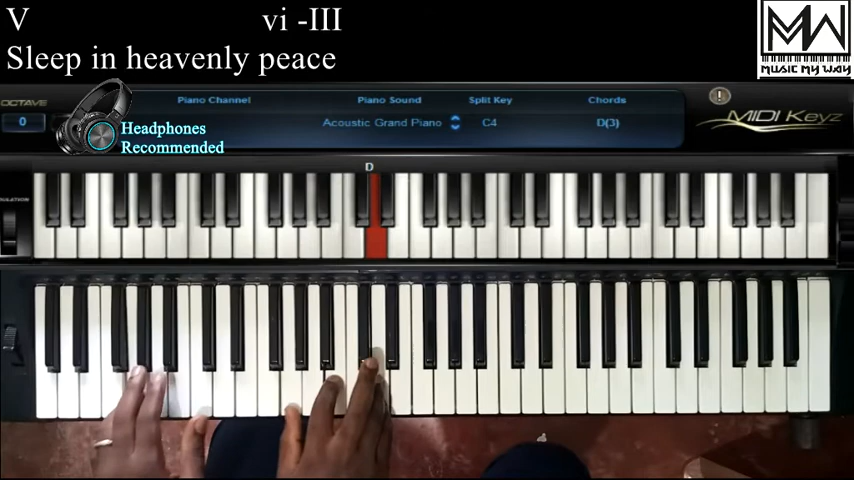 V vi -III
Sleep in heavenly peace
MW
MUSIC MY WAY
OCTAVE Piano Channel Piano Sound Split Key Chords
0 Acoustic Grand Piano C4 D(3)
MIDI Keyz
Headphones
Recommended
D